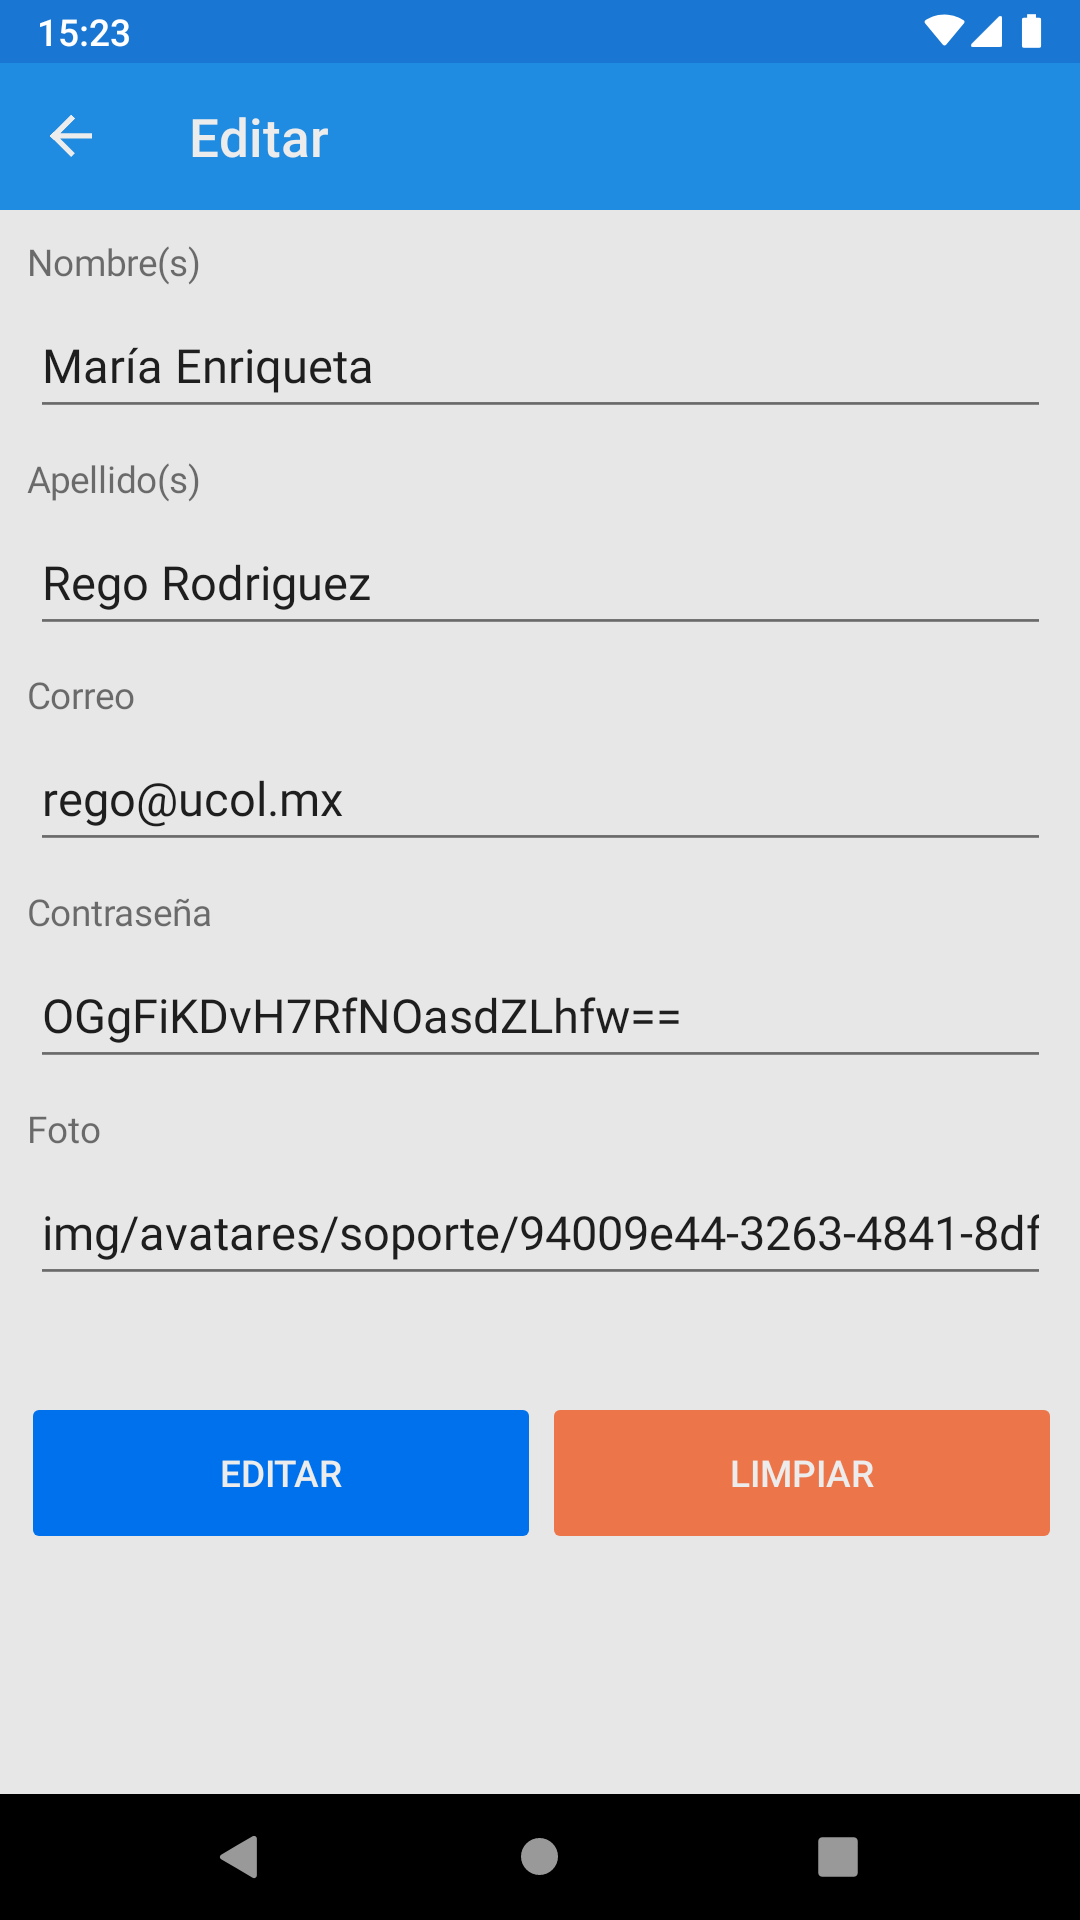 15:23
Editar
Nombre(s)
María Enriqueta
Apellido(s)
Rego Rodriguez
Correo
rego@ucol.mx
Contraseña
OGgFiKDvH7RfNOasdZLhfw==
Foto
img/avatares/soporte/94009e44-3263-4841-8df
EDITAR LIMPIAR